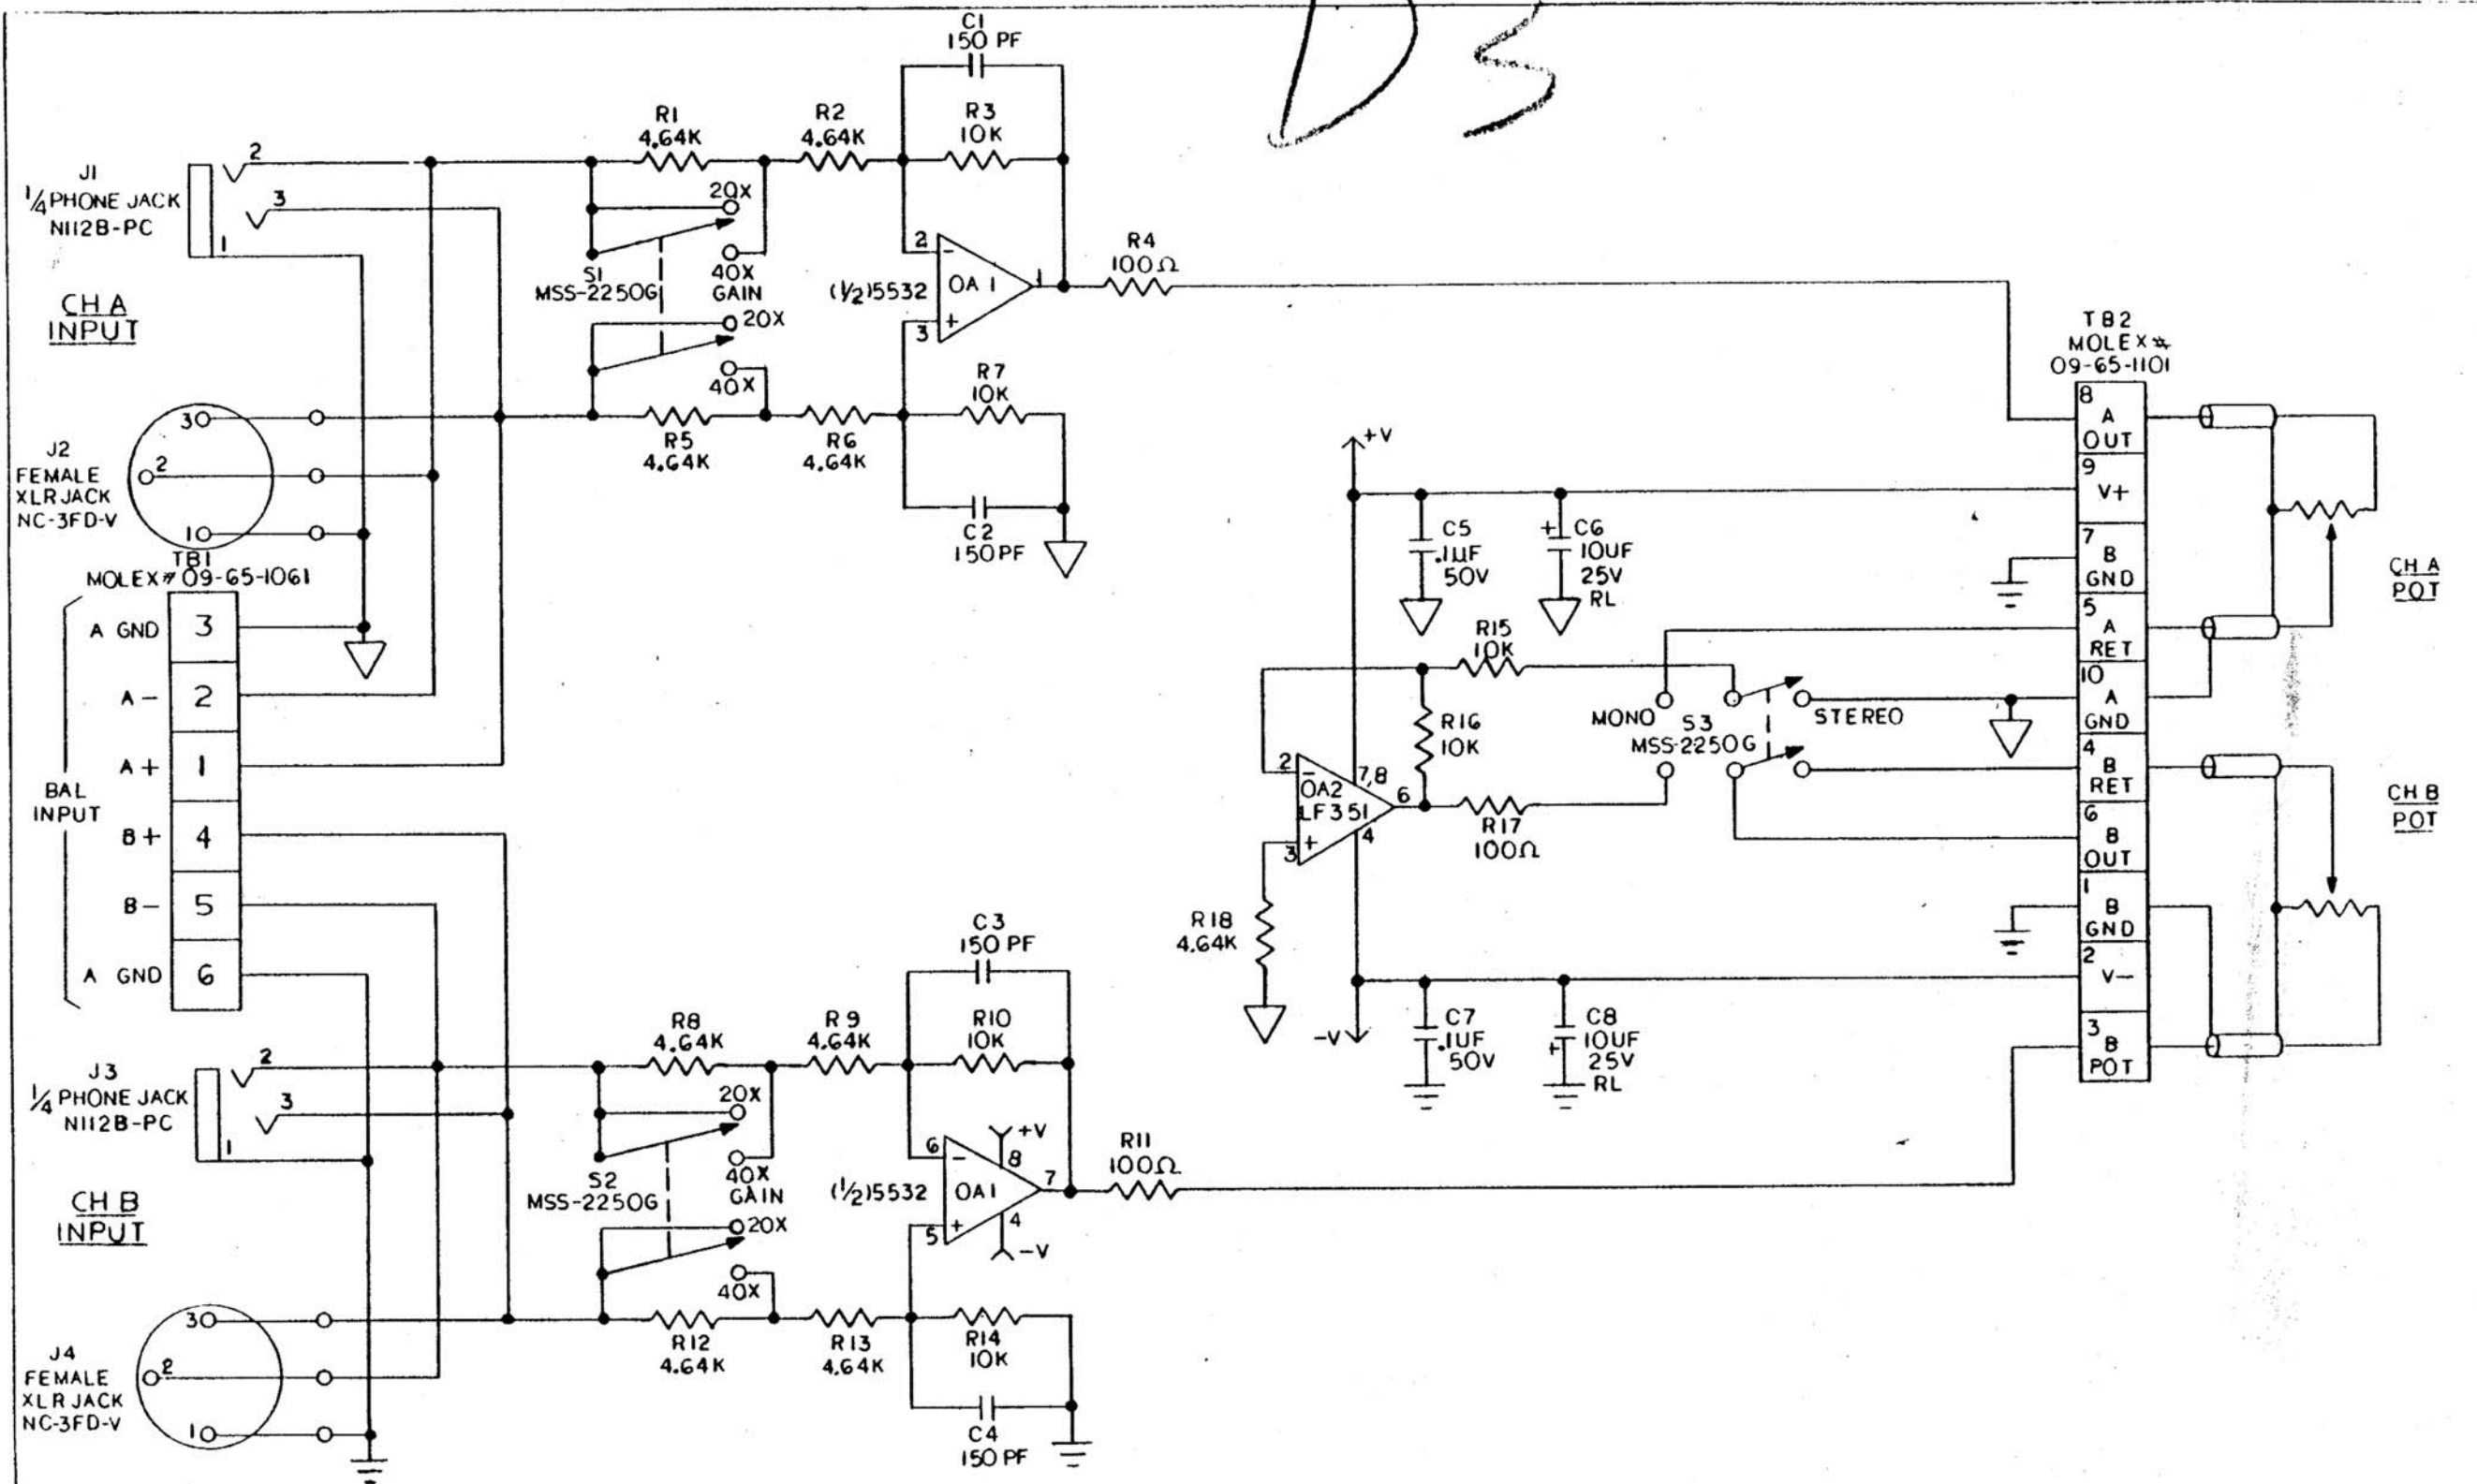 D3
C1
150 PF
R1
4.64K
R2
4.64K
R3
10K
J1
1/4 PHONE JACK
N112B-PC
2
3
1
20X
40X
GAIN
S1
MSS-2250G
20X
40X
(1/2)5532
2
-
OA 1
1
3
+
R4
100Ω
CH A
INPUT
R7
10K
J2
FEMALE
XLR JACK
NC-3FD-V
3
2
1
R5
4.64K
R6
4.64K
C2
150PF
TB1
MOLEX# 09-65-1061
BAL
INPUT
A GND 3
A - 2
A + 1
B + 4
B - 5
A GND 6
TB2
MOLEX#
09-65-1101
8
A
OUT
9
V+
7
B
GND
5
A
RET
10
A
GND
4
B
RET
6
B
OUT
1
B
GND
2
V-
3
B
POT
CH A
POT
CH B
POT
+V
C5
.1UF
50V
+
C6
10UF
25V
RL
R15
10K
R16
10K
MONO
S3
MSS-2250G
STEREO
2
-
7,8
OA2
LF351
6
+
3
4
R17
100Ω
R18
4.64K
-V
C7
.1UF
50V
C8
10UF
+
25V
RL
C3
150 PF
R8
4.64K
R9
4.64K
R10
10K
J3
1/4 PHONE JACK
N112B-PC
2
3
1
20X
40X
GAIN
S2
MSS-2250G
20X
40X
(1/2)5532
6
-
+V
8
OA1
7
5
+
4
-V
R11
100Ω
CH B
INPUT
J4
FEMALE
XLR JACK
NC-3FD-V
3
2
1
R12
4.64K
R13
4.64K
R14
10K
C4
150 PF